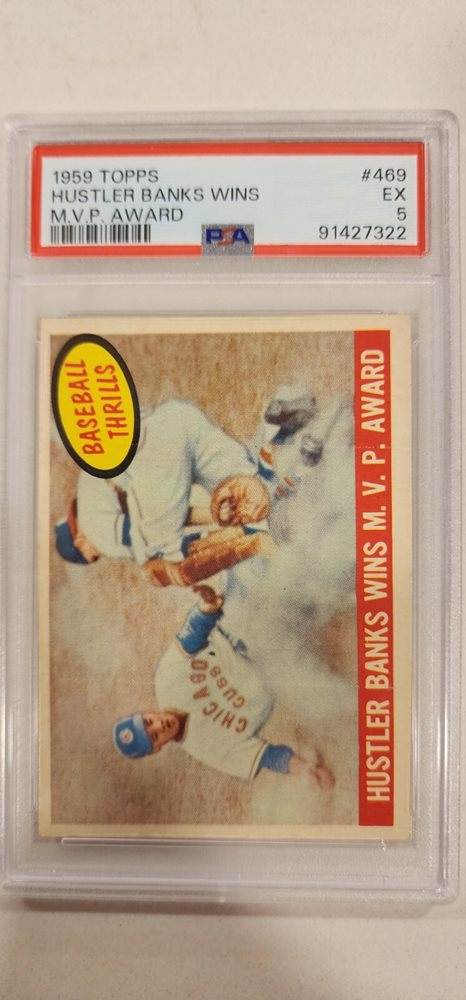 1959 TOPPS #469
HUSTLER BANKS WINS EX
M.V.P. AWARD 5
PSA 91427322
BASEBALL
THRILLS
CHICAGO
CUBS
HUSTLER BANKS WINS M. V. P. AWARD